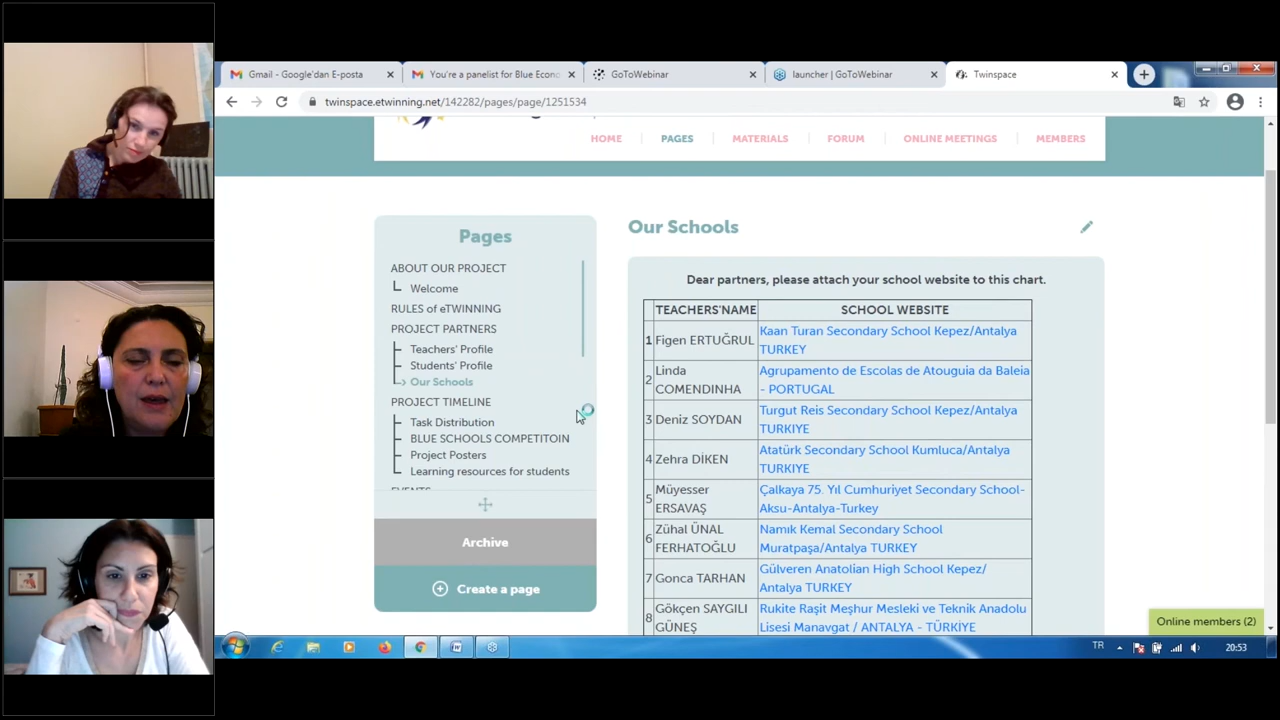 Gmail - Google'dan E-posta
You're a panelist for Blue Econ
GoToWebinar
launcher | GoToWebinar
Twinspace
twinspace.etwinning.net/142282/pages/page/1251534
HOME
PAGES
MATERIALS
FORUM
ONLINE MEETINGS
MEMBERS
Pages
ABOUT OUR PROJECT
Welcome
RULES of eTWINNING
PROJECT PARTNERS
Teachers' Profile
Students' Profile
Our Schools
PROJECT TIMELINE
Task Distribution
BLUE SCHOOLS COMPETITOIN
Project Posters
Learning resources for students
EVENTS
Archive
Create a page
Our Schools
Dear partners, please attach your school website to this chart.
TEACHERS'NAME SCHOOL WEBSITE
1 Figen ERTUĞRUL Kaan Turan Secondary School Kepez/Antalya
TURKEY
2 Linda COMENDINHA Agrupamento de Escolas de Atouguia da Baleia
- PORTUGAL
3 Deniz SOYDAN Turgut Reis Secondary School Kepez/Antalya
TURKIYE
4 Zehra DİKEN Atatürk Secondary School Kumluca/Antalya
TURKIYE
5 Müyesser ERSAVAŞ Çalkaya 75. Yıl Cumhuriyet Secondary School-
Aksu-Antalya-Turkey
6 Zühal ÜNAL FERHATOĞLU Namık Kemal Secondary School
Muratpaşa/Antalya TURKEY
7 Gonca TARHAN Gülveren Anatolian High School Kepez/
Antalya TURKEY
8 Gökçen SAYGILI GÜNEŞ Rukite Raşit Meşhur Mesleki ve Teknik Anadolu
Lisesi Manavgat / ANTALYA - TÜRKİYE
Online members (2)
TR
20:53